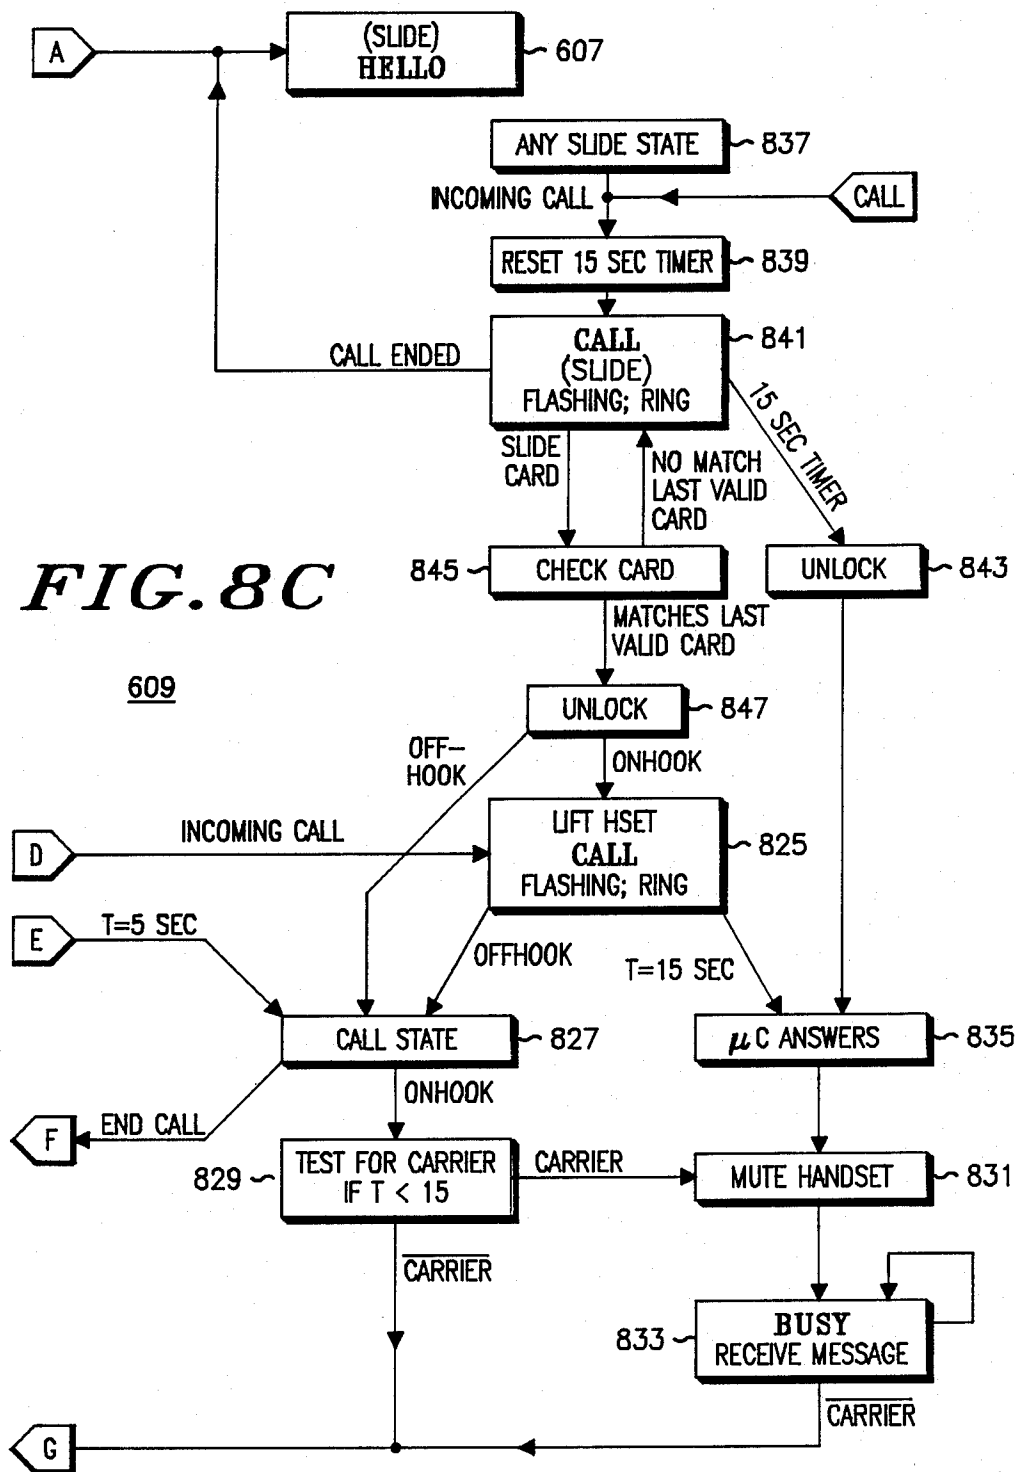 A
(SLIDE)
HELLO
607
ANY SLIDE STATE
837
INCOMING CALL
CALL
RESET 15 SEC TIMER
839
CALL
(SLIDE)
FLASHING; RING
841
CALL ENDED
15 SEC TIMER
SLIDE
CARD
NO MATCH
LAST VALID
CARD
845
CHECK CARD
UNLOCK
843
FIG.8C
609
MATCHES LAST
VALID CARD
UNLOCK
847
OFF-
HOOK
ONHOOK
D
INCOMING CALL
LIFT HSET
CALL
FLASHING; RING
825
E
T=5 SEC
OFFHOOK
T=15 SEC
CALL STATE
827
μC ANSWERS
835
F
END CALL
ONHOOK
829
TEST FOR CARRIER
IF T < 15
CARRIER
MUTE HANDSET
831
CARRIER
833
BUSY
RECEIVE MESSAGE
CARRIER
G